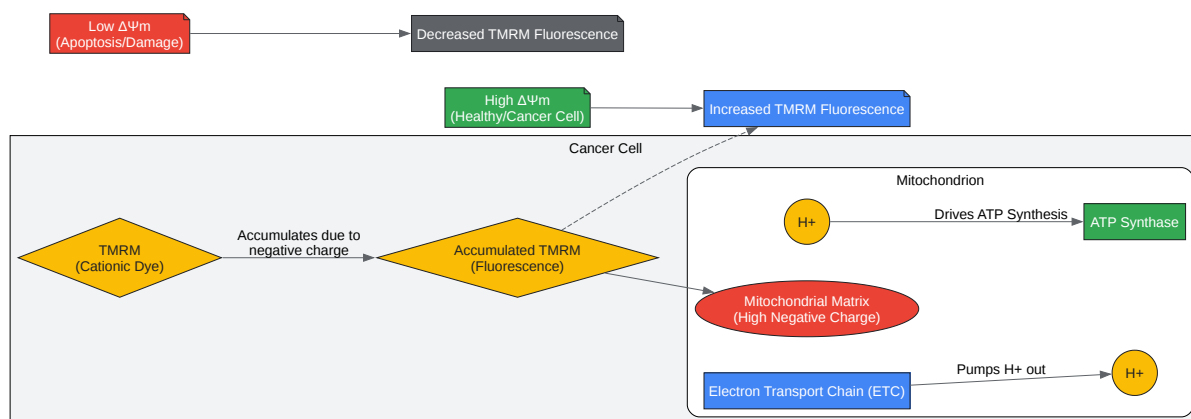 Low ΔΨm
(Apoptosis/Damage)
Decreased TMRM Fluorescence
High ΔΨm
(Healthy/Cancer Cell)
Increased TMRM Fluorescence
Cancer Cell
Mitochondrion
TMRM
(Cationic Dye)
Accumulates due to
negative charge
Accumulated TMRM
(Fluorescence)
H+
Drives ATP Synthesis
ATP Synthase
Mitochondrial Matrix
(High Negative Charge)
Electron Transport Chain (ETC)
Pumps H+ out
H+